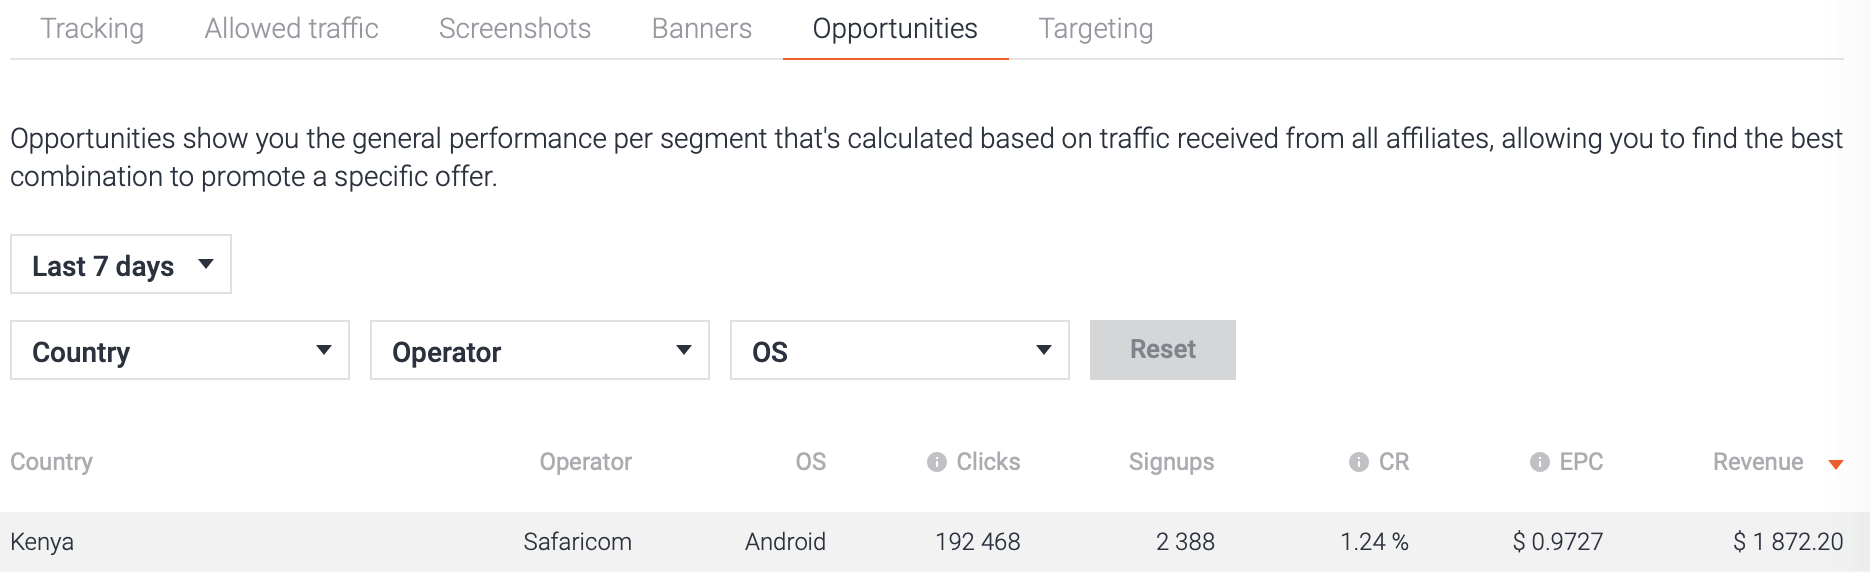 Tracking Allowed traffic Screenshots Banners Opportunities Targeting
Opportunities show you the general performance per segment that's calculated based on traffic received from all affiliates, allowing you to find the best
combination to promote a specific offer.
Last 7 days
Country Operator OS Reset
Country Operator OS Clicks Signups CR EPC Revenue
Kenya Safaricom Android 192 468 2 388 1.24 % $ 0.9727 $ 1 872.20